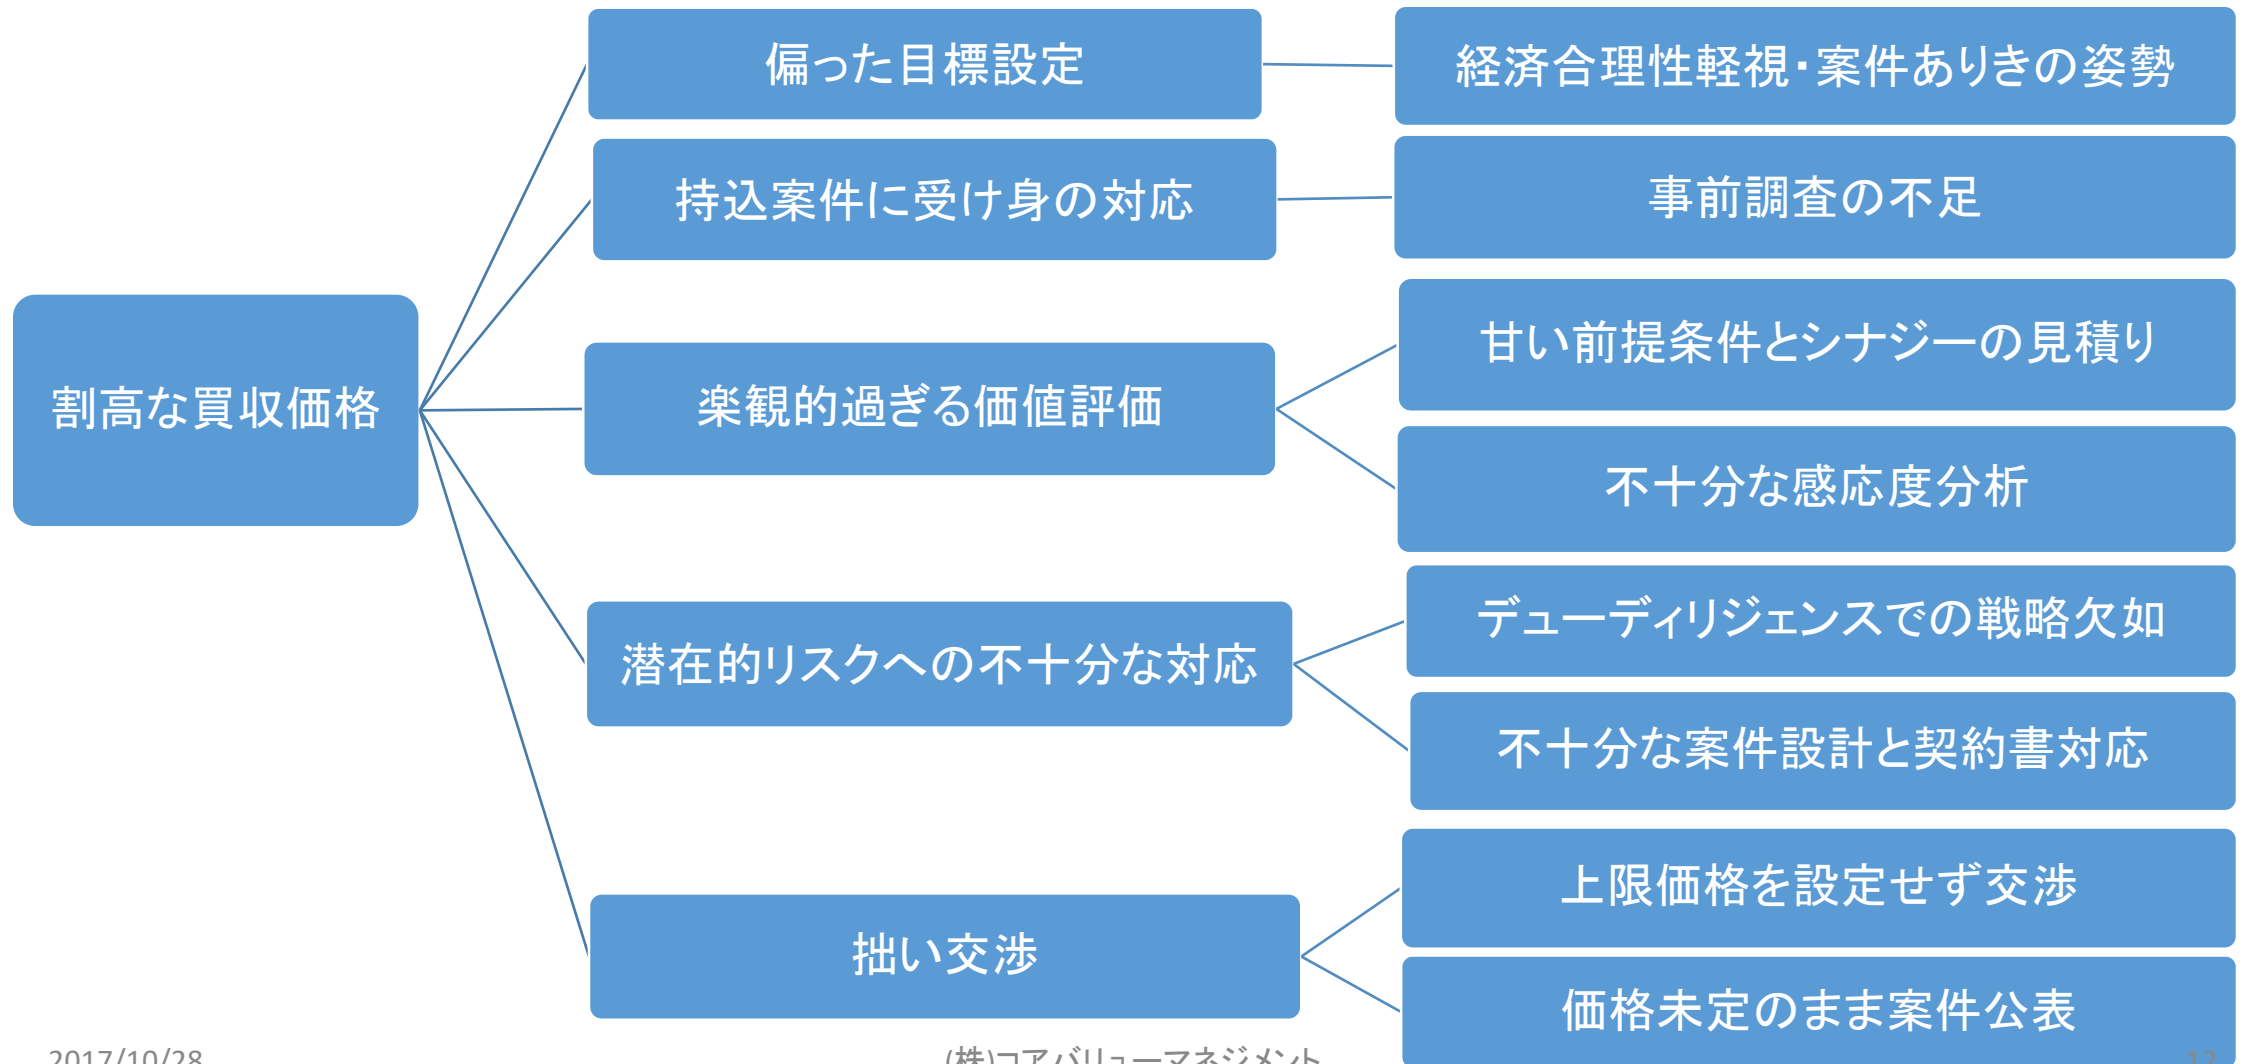 割高な買収価格
偏った目標設定
経済合理性軽視・案件ありきの姿勢
持込案件に受け身の対応
事前調査の不足
楽観的過ぎる価値評価
甘い前提条件とシナジーの見積り
不十分な感応度分析
潜在的リスクへの不十分な対応
デューディリジェンスでの戦略欠如
不十分な案件設計と契約書対応
拙い交渉
上限価格を設定せず交渉
価格未定のまま案件公表
2017/10/28
(株)コアバリューマネジメント
12